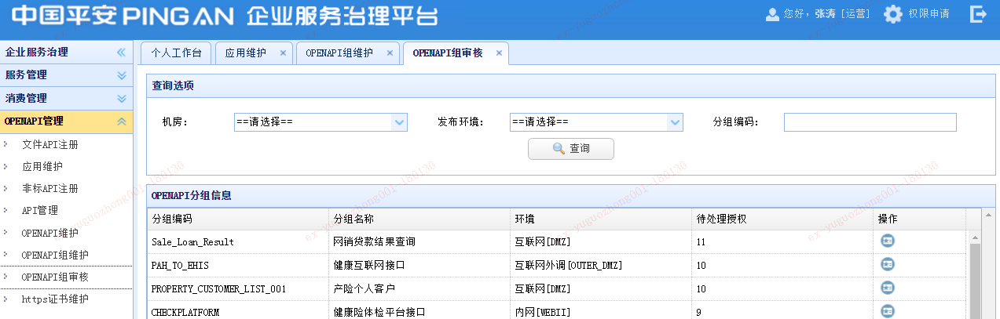 中国平安 PING AN 企业服务治理平台
您好，张涛 [运营] 权限申请
企业服务治理
服务管理
消费管理
OPENAPI管理
文件API注册
应用维护
非标API注册
API管理
OPENAPI维护
OPENAPI组维护
OPENAPI组审核
https证书维护
个人工作台 应用维护 × OPENAPI组维护 × OPENAPI组审核 ×
查询选项
机房： ==请选择== 发布环境： ==请选择== 分组编码：
查询
OPENAPI分组信息
分组编码 分组名称 环境 待处理授权 操作
Sale_Loan_Result 网销贷款结果查询 互联网[DMZ] 11
PAH_TO_EHIS 健康互联网接口 互联网外调[OUTER_DMZ] 10
PROPERTY_CUSTOMER_LIST_001 产险个人客户 互联网[DMZ] 10
CHECKPLATFORM 健康险体检平台接口 内网[WEBII] 9
ex-yuguozhong001-180130
ex-yuguozhong001-180130
ex-yuguozhong001-180130
ex-yuguozhong001-180130